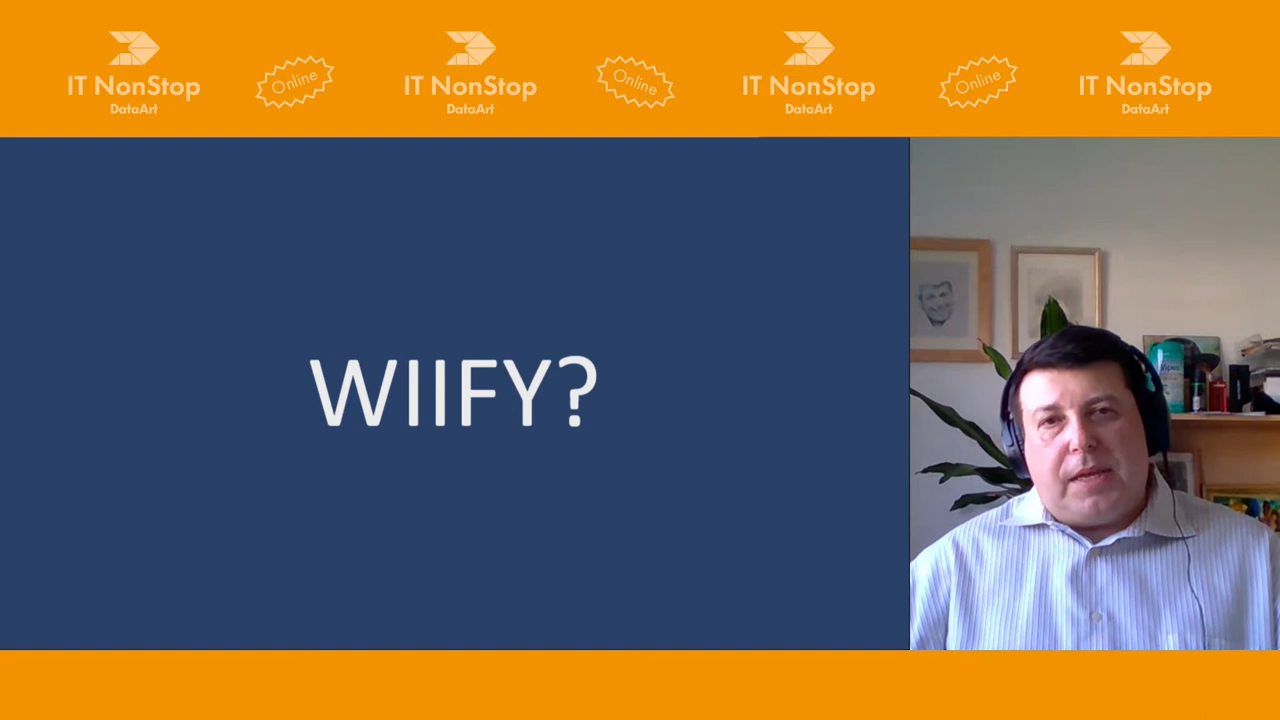 IT NonStop
DataArt
Online
IT NonStop
DataArt
Online
IT NonStop
DataArt
Online
IT NonStop
DataArt
WIIFY?